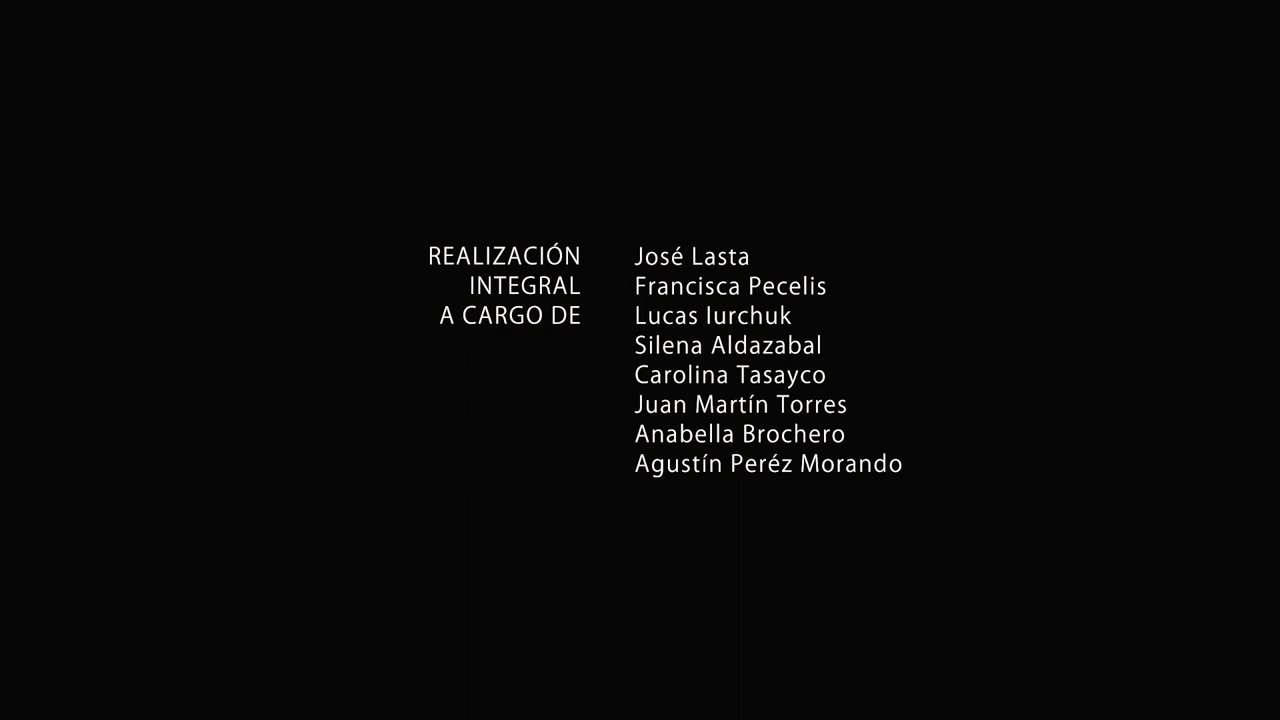 REALIZACIÓN
INTEGRAL
A CARGO DE
José Lasta
Francisca Pecelis
Lucas Iurchuk
Silena Aldazabal
Carolina Tasayco
Juan Martín Torres
Anabella Brochero
Agustín Peréz Morando